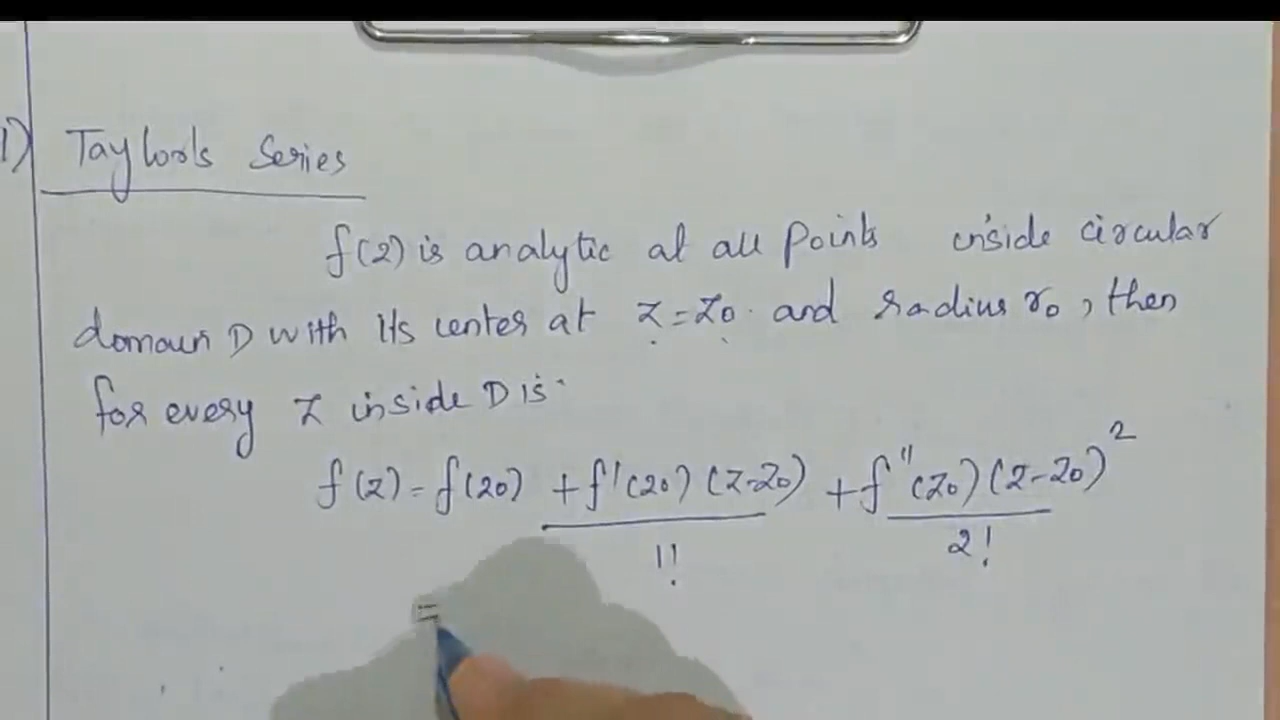 1) Taylor's Series
f(z) is analytic at all points inside circular
domain D with its center at z = z0 and radius r0, then
for every z inside D is
f(z) = f(z0) + f'(z0) (z-z0) / 1! + f''(z0) (z-z0)^2 / 2!
=